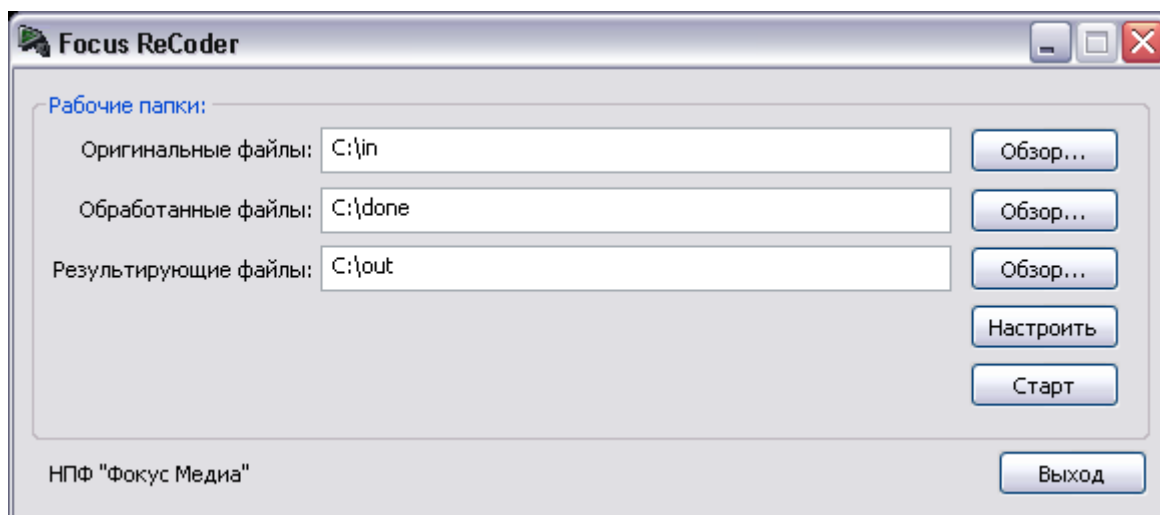 Focus ReCoder
Рабочие папки:
Оригинальные файлы: C:\in Обзор...
Обработанные файлы: C:\done Обзор...
Результирующие файлы: C:\out Обзор...
Настроить
Старт
НПФ "Фокус Медиа" Выход